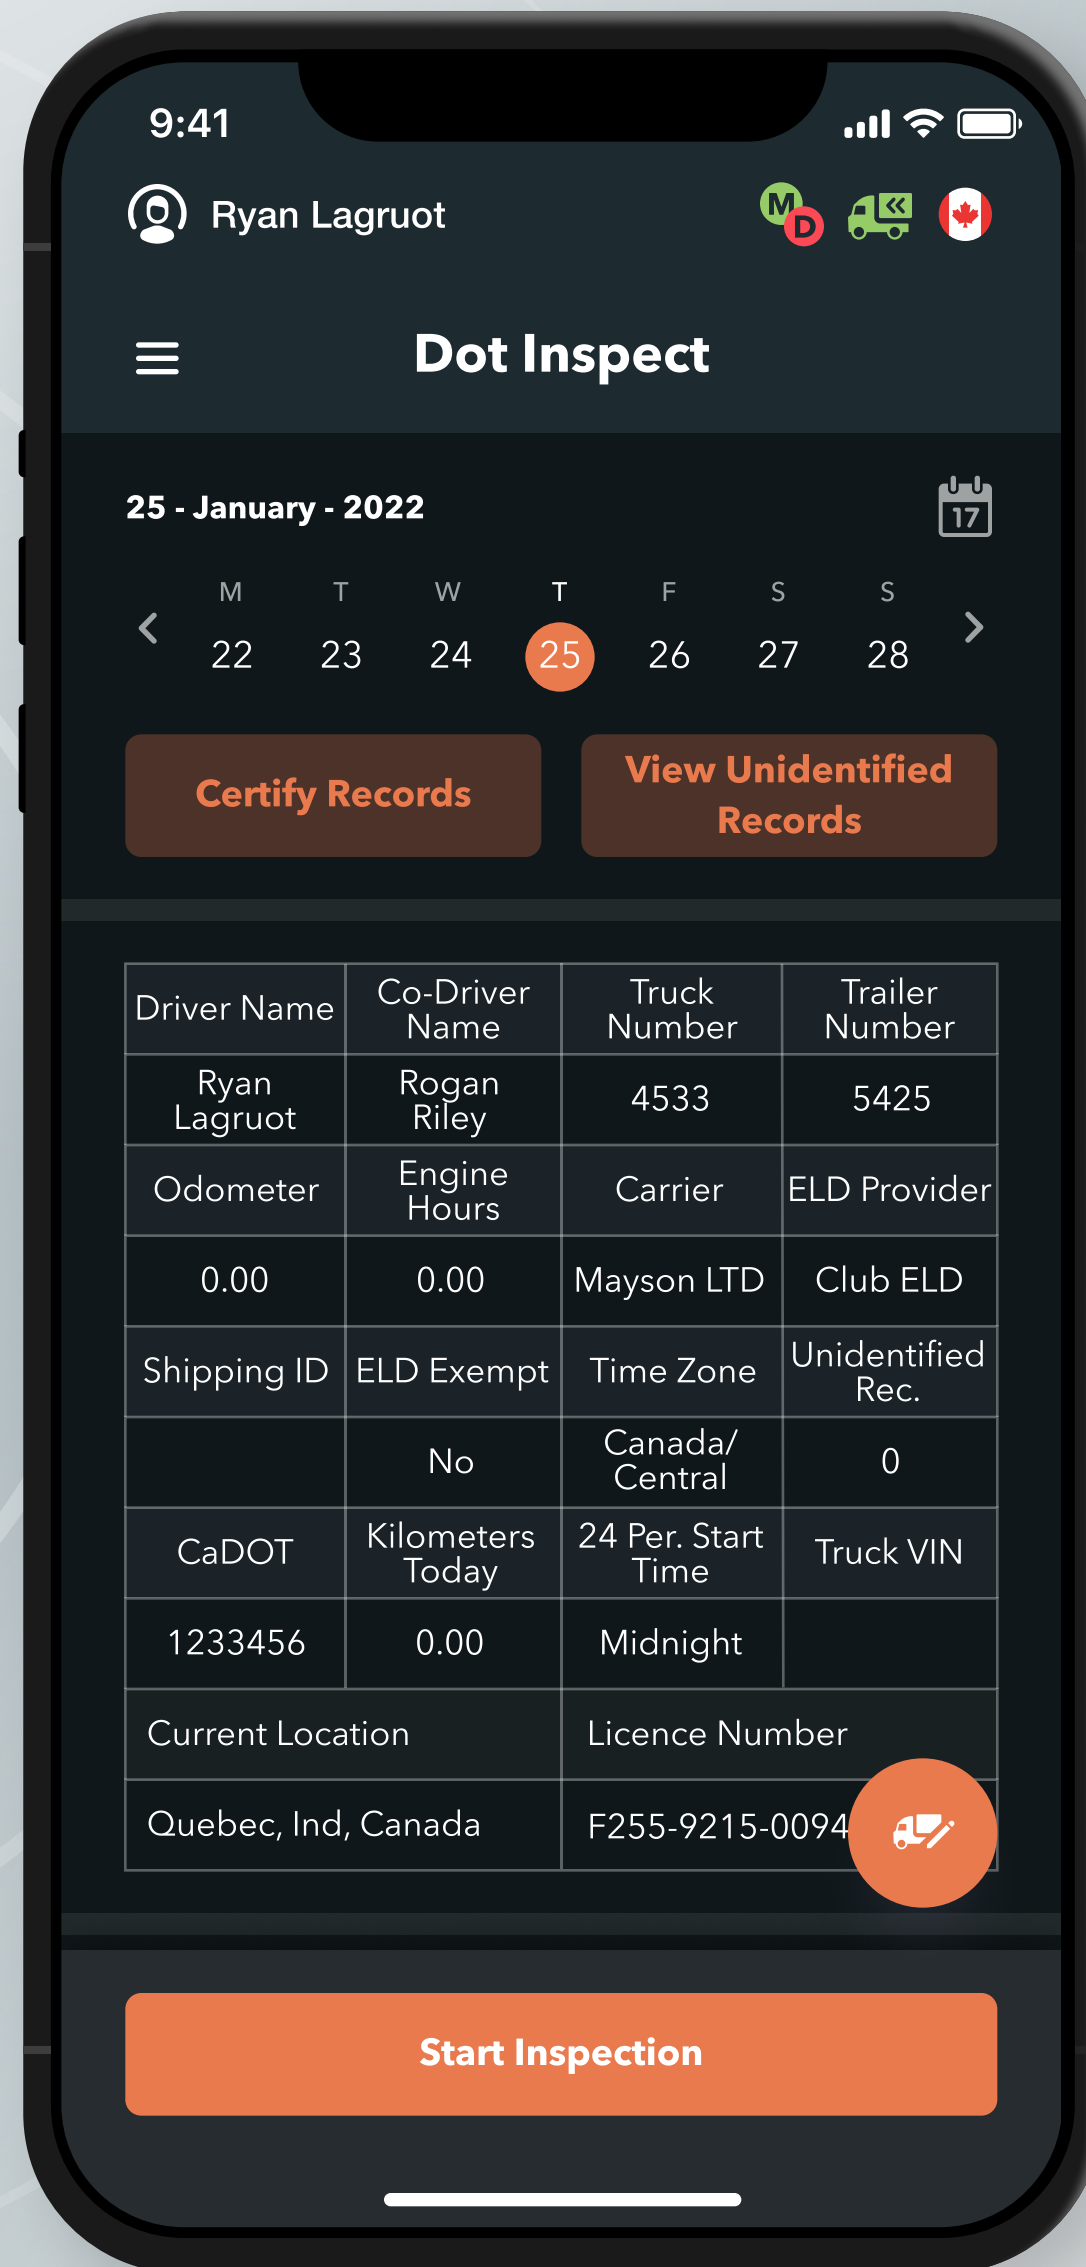 9:41
Ryan Lagruot
M
D
Dot Inspect
25 - January - 2022
17
M T W T F S S
22 23 24 25 26 27 28
Certify Records
View Unidentified
Records
Driver Name
Co-Driver
Name
Truck
Number
Trailer
Number
Ryan
Lagruot
Rogan
Riley
4533
5425
Odometer
Engine
Hours
Carrier
ELD Provider
0.00
0.00
Mayson LTD
Club ELD
Shipping ID
ELD Exempt
Time Zone
Unidentified
Rec.
No
Canada/
Central
0
CaDOT
Kilometers
Today
24 Per. Start
Time
Truck VIN
1233456
0.00
Midnight
Current Location
Licence Number
Quebec, Ind, Canada
F255-9215-0094
Start Inspection